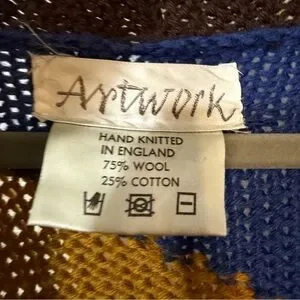 Artwork
HAND KNITTED
IN ENGLAND
75% WOOL
25% COTTON